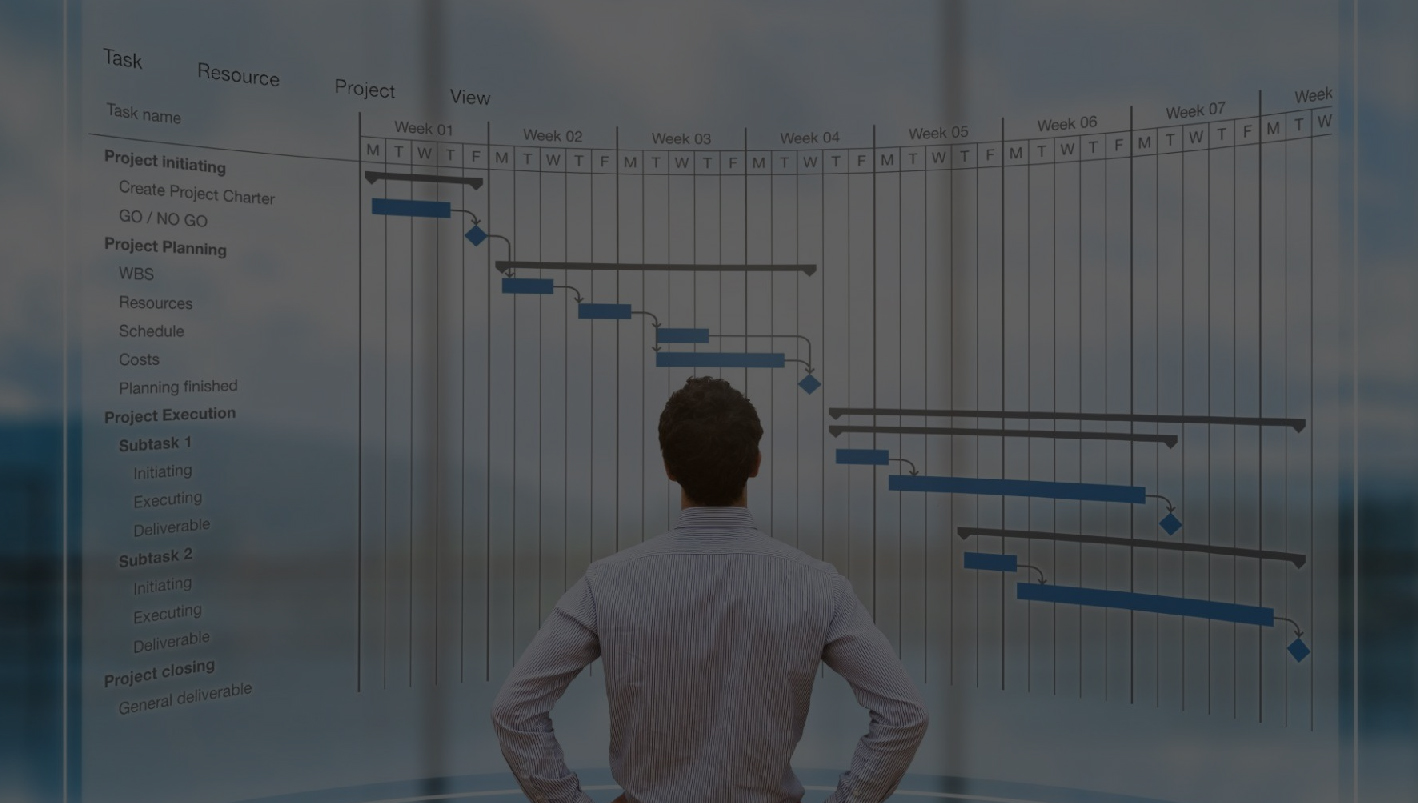 Task Resource Project View
Task name
Week 01 Week 02 Week 03 Week 04 Week 05 Week 06 Week 07 Week
M T W T F M T W T F M T W T F M T W T F M T W T F M T W T F M T W T F M T W
Project initiating
Create Project Charter
GO / NO GO
Project Planning
WBS
Resources
Schedule
Costs
Planning finished
Project Execution
Subtask 1
Initiating
Executing
Deliverable
Subtask 2
Initiating
Executing
Deliverable
Project closing
General deliverable